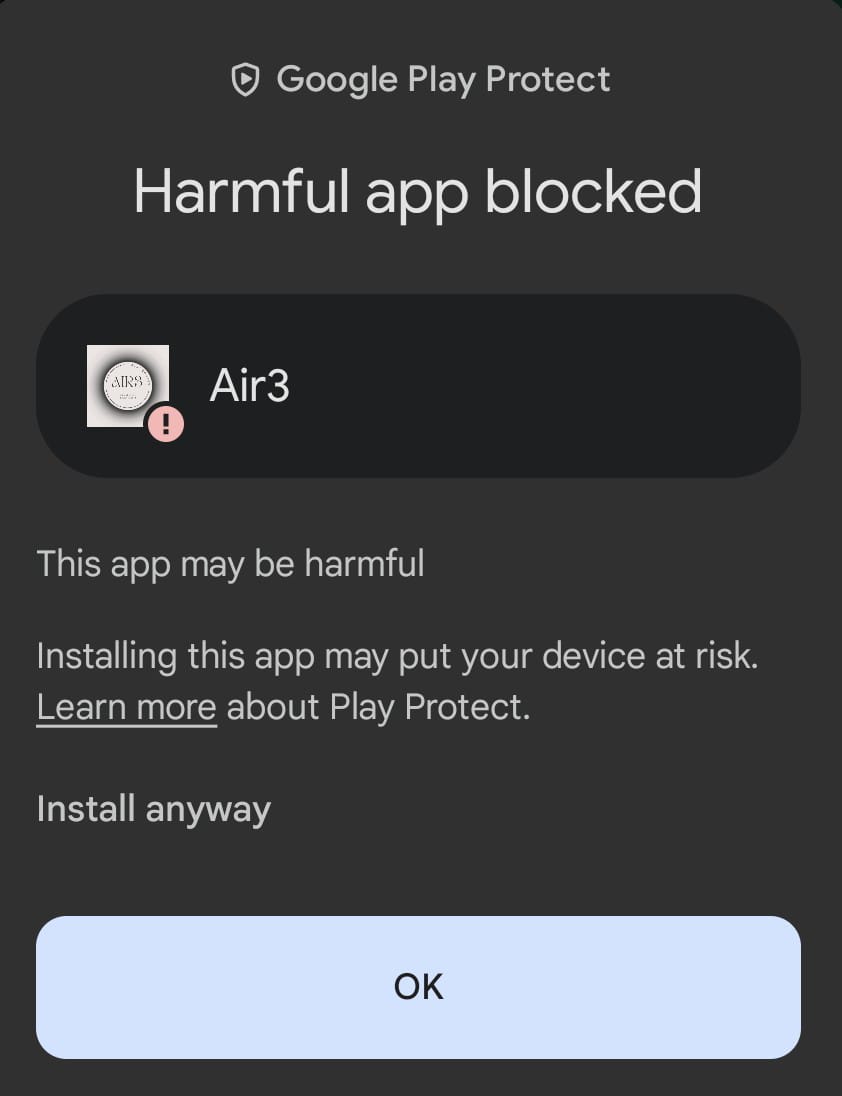 Google Play Protect
Harmful app blocked
AIR3
Air3
This app may be harmful
Installing this app may put your device at risk.
Learn more about Play Protect.
Install anyway
OK